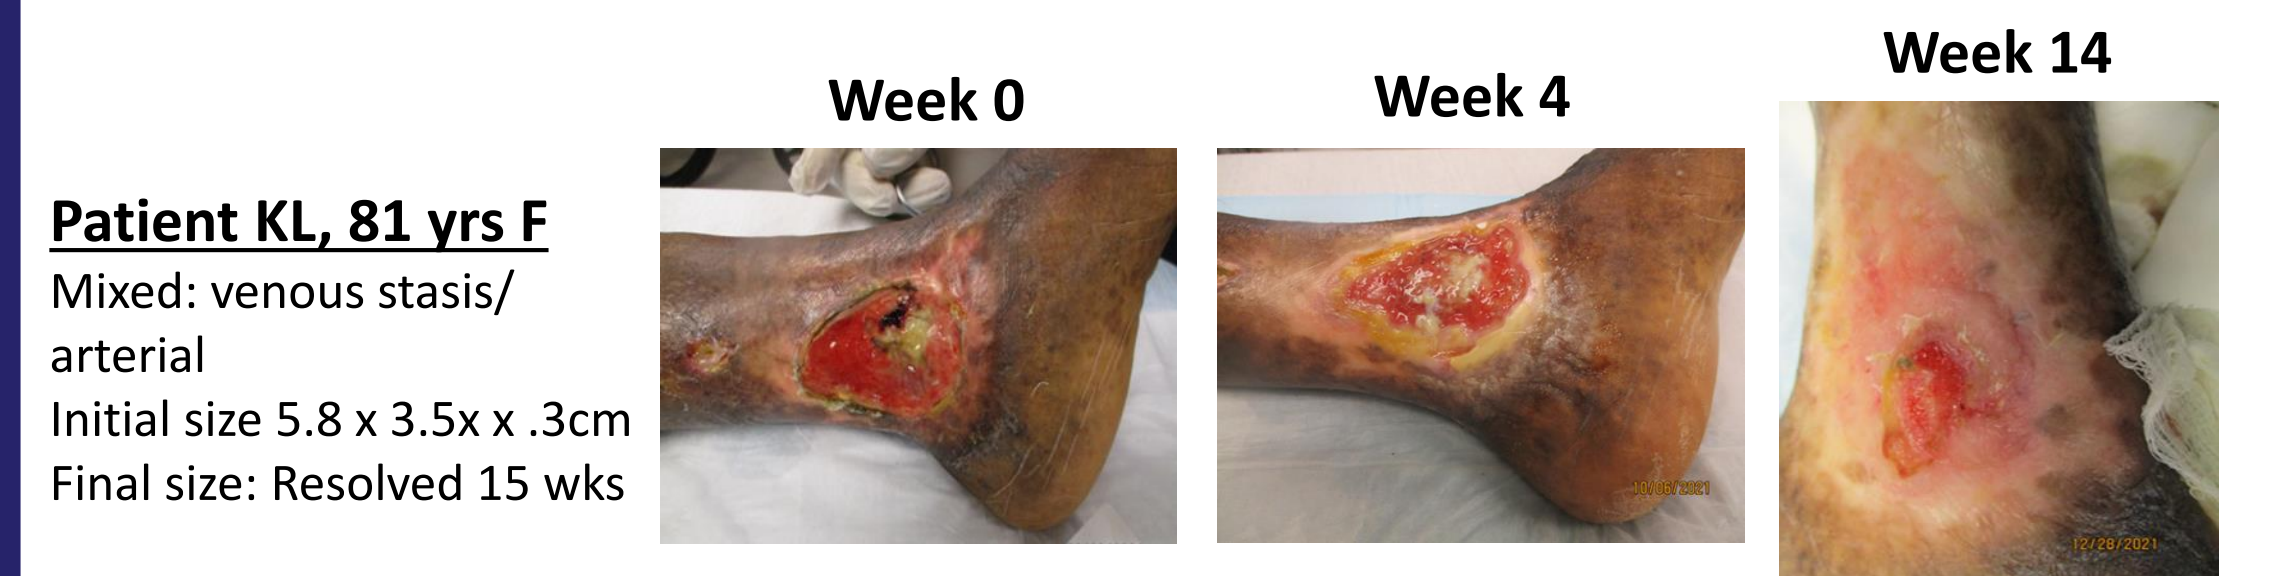 Week 0
Week 4
Week 14
Patient KL, 81 yrs F
Mixed: venous stasis/
arterial
Initial size 5.8 x 3.5x x .3cm
Final size: Resolved 15 wks
10/06/2021
12/28/2021